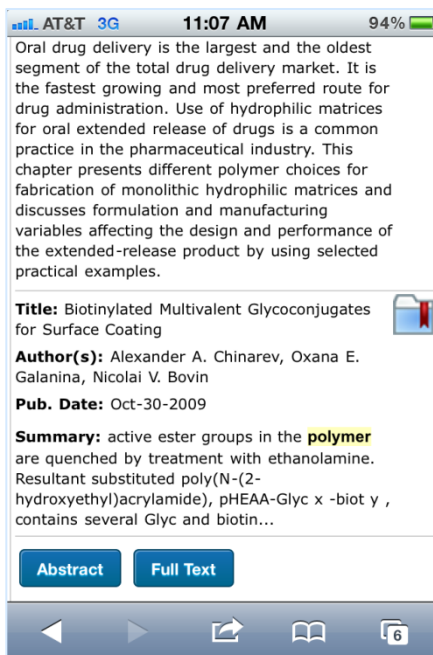 AT&T 3G 11:07 AM 94%
Oral drug delivery is the largest and the oldest
segment of the total drug delivery market. It is
the fastest growing and most preferred route for
drug administration. Use of hydrophilic matrices
for oral extended release of drugs is a common
practice in the pharmaceutical industry. This
chapter presents different polymer choices for
fabrication of monolithic hydrophilic matrices and
discusses formulation and manufacturing
variables affecting the design and performance of
the extended-release product by using selected
practical examples.
Title: Biotinylated Multivalent Glycoconjugates
for Surface Coating
Author(s): Alexander A. Chinarev, Oxana E.
Galanina, Nicolai V. Bovin
Pub. Date: Oct-30-2009
Summary: active ester groups in the polymer
are quenched by treatment with ethanolamine.
Resultant substituted poly(N-(2-
hydroxyethyl)acrylamide), pHEAA-Glyc x -biot y ,
contains several Glyc and biotin...
Abstract Full Text
6